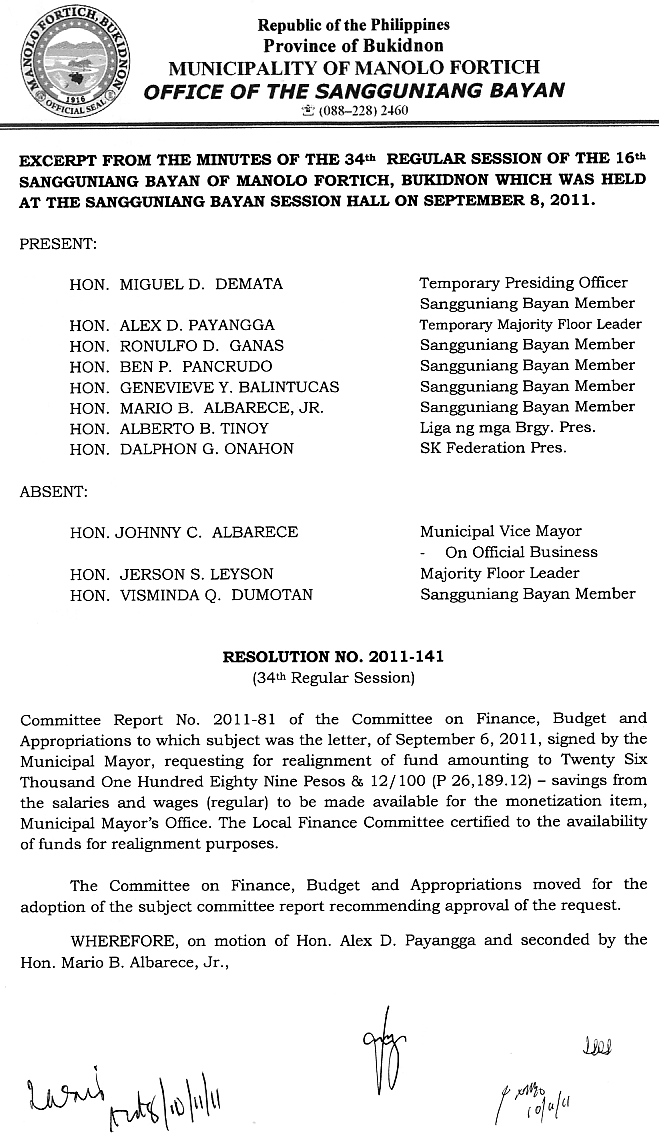 MANOLO FORTICH, BUKIDNON
1916
OFFICIAL SEAL
Republic of the Philippines
Province of Bukidnon
MUNICIPALITY OF MANOLO FORTICH
OFFICE OF THE SANGGUNIANG BAYAN
☏ (088–228) 2460
EXCERPT FROM THE MINUTES OF THE 34th REGULAR SESSION OF THE 16th
SANGGUNIANG BAYAN OF MANOLO FORTICH, BUKIDNON WHICH WAS HELD
AT THE SANGGUNIANG BAYAN SESSION HALL ON SEPTEMBER 8, 2011.
PRESENT:
HON. MIGUEL D. DEMATA Temporary Presiding Officer
Sangguniang Bayan Member
HON. ALEX D. PAYANGGA Temporary Majority Floor Leader
HON. RONULFO D. GANAS Sangguniang Bayan Member
HON. BEN P. PANCRUDO Sangguniang Bayan Member
HON. GENEVIEVE Y. BALINTUCAS Sangguniang Bayan Member
HON. MARIO B. ALBARECE, JR. Sangguniang Bayan Member
HON. ALBERTO B. TINOY Liga ng mga Brgy. Pres.
HON. DALPHON G. ONAHON SK Federation Pres.
ABSENT:
HON. JOHNNY C. ALBARECE Municipal Vice Mayor
- On Official Business
HON. JERSON S. LEYSON Majority Floor Leader
HON. VISMINDA Q. DUMOTAN Sangguniang Bayan Member
RESOLUTION NO. 2011-141
(34th Regular Session)
Committee Report No. 2011-81 of the Committee on Finance, Budget and
Appropriations to which subject was the letter, of September 6, 2011, signed by the
Municipal Mayor, requesting for realignment of fund amounting to Twenty Six
Thousand One Hundred Eighty Nine Pesos & 12/100 (P 26,189.12) – savings from
the salaries and wages (regular) to be made available for the monetization item,
Municipal Mayor's Office. The Local Finance Committee certified to the availability
of funds for realignment purposes.
The Committee on Finance, Budget and Appropriations moved for the
adoption of the subject committee report recommending approval of the request.
WHEREFORE, on motion of Hon. Alex D. Payangga and seconded by the
Hon. Mario B. Albarece, Jr.,